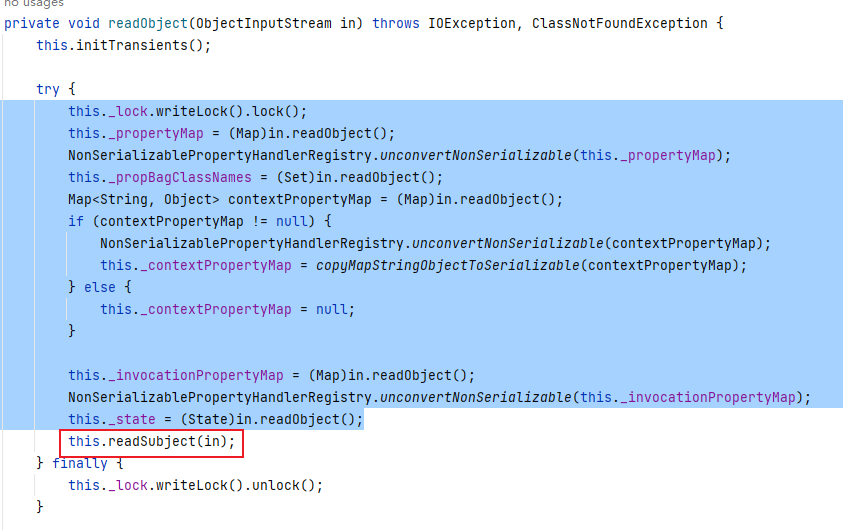 no usages
private void readObject(ObjectInputStream in) throws IOException, ClassNotFoundException {
this.initTransients();
try {
this._lock.writeLock().lock();
this._propertyMap = (Map)in.readObject();
NonSerializablePropertyHandlerRegistry.unconvertNonSerializable(this._propertyMap);
this._propBagClassNames = (Set)in.readObject();
Map<String, Object> contextPropertyMap = (Map)in.readObject();
if (contextPropertyMap != null) {
NonSerializablePropertyHandlerRegistry.unconvertNonSerializable(contextPropertyMap);
this._contextPropertyMap = copyMapStringObjectToSerializable(contextPropertyMap);
} else {
this._contextPropertyMap = null;
}
this._invocationPropertyMap = (Map)in.readObject();
NonSerializablePropertyHandlerRegistry.unconvertNonSerializable(this._invocationPropertyMap);
this._state = (State)in.readObject();
this.readSubject(in);
} finally {
this._lock.writeLock().unlock();
}